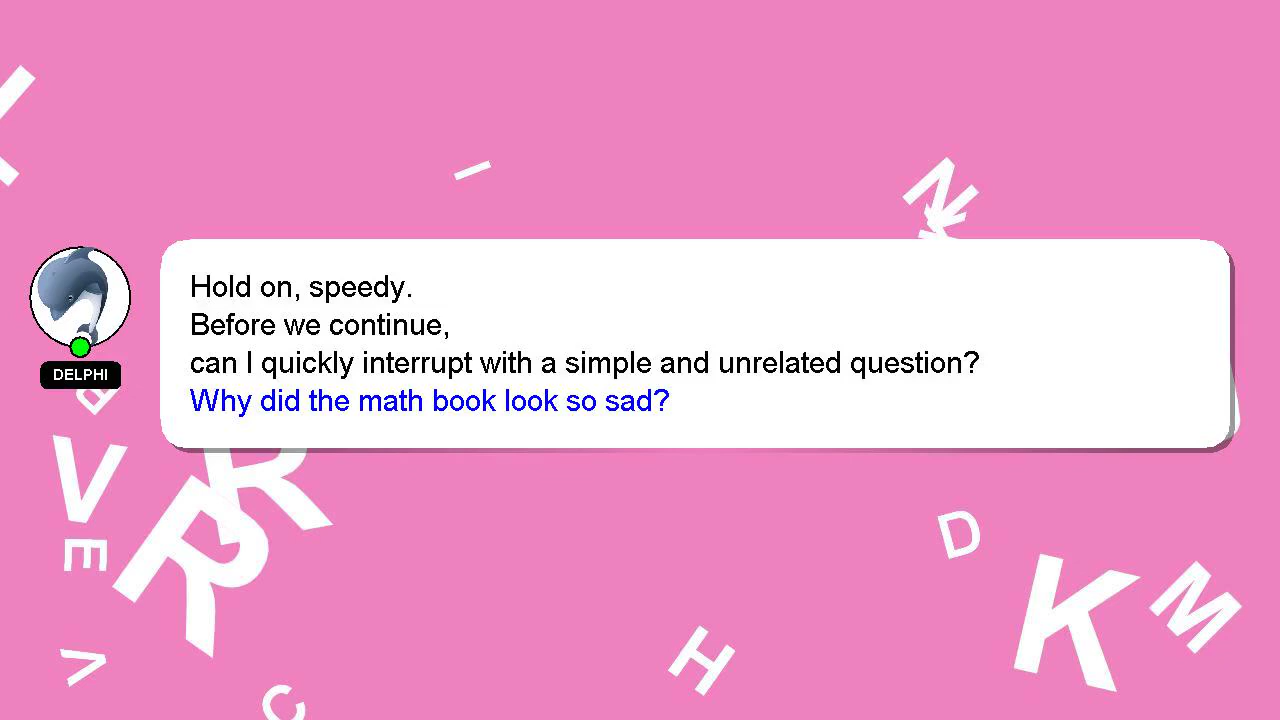 Hold on, speedy.
Before we continue,
can I quickly interrupt with a simple and unrelated question?
Why did the math book look so sad?
DELPHI
I
N
K
B
V
R
R
E
V
C
H
D
K
M